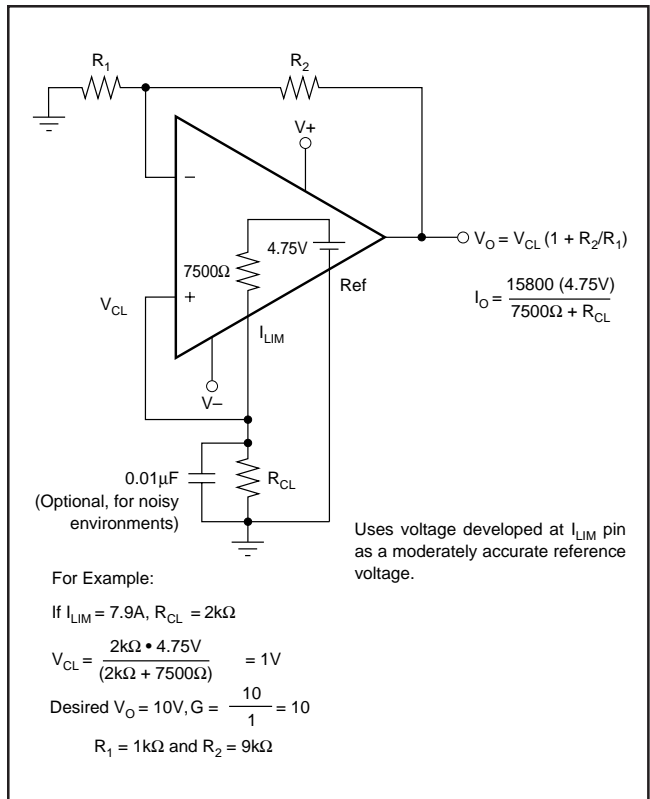 R1
R2
V+
–
4.75V
7500Ω
Ref
VO = VCL (1 + R2/R1)
IO = 15800 (4.75V) / 7500Ω + RCL
VCL
+
ILIM
V–
0.01µF
(Optional, for noisy
environments)
RCL
Uses voltage developed at ILIM pin
as a moderately accurate reference
voltage.
For Example:
If ILIM = 7.9A, RCL = 2kΩ
VCL = 2kΩ • 4.75V / (2kΩ + 7500Ω) = 1V
Desired VO = 10V, G = 10 / 1 = 10
R1 = 1kΩ and R2 = 9kΩ